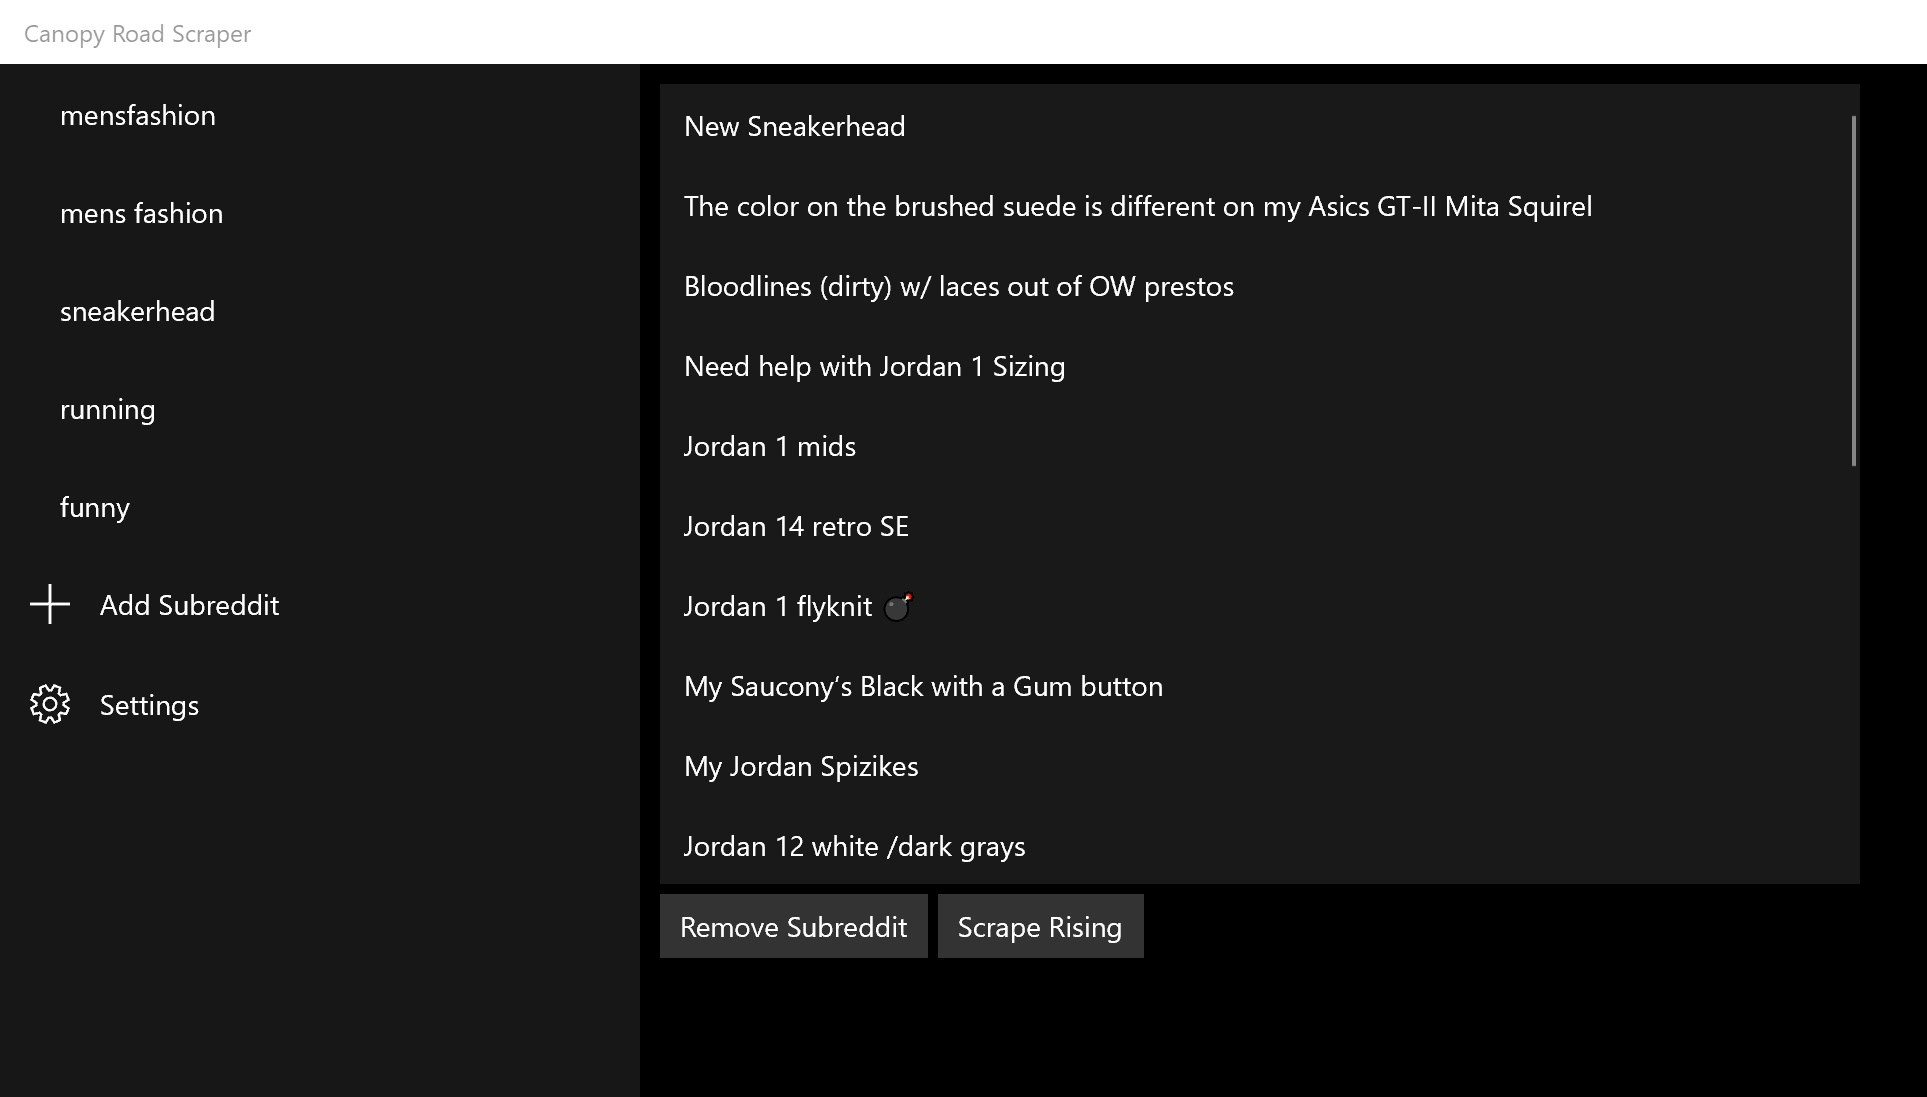 Canopy Road Scraper
mensfashion
mens fashion
sneakerhead
running
funny
Add Subreddit
Settings
New Sneakerhead
The color on the brushed suede is different on my Asics GT-II Mita Squirel
Bloodlines (dirty) w/ laces out of OW prestos
Need help with Jordan 1 Sizing
Jordan 1 mids
Jordan 14 retro SE
Jordan 1 flyknit 💣
My Saucony’s Black with a Gum button
My Jordan Spizikes
Jordan 12 white /dark grays
Remove Subreddit
Scrape Rising